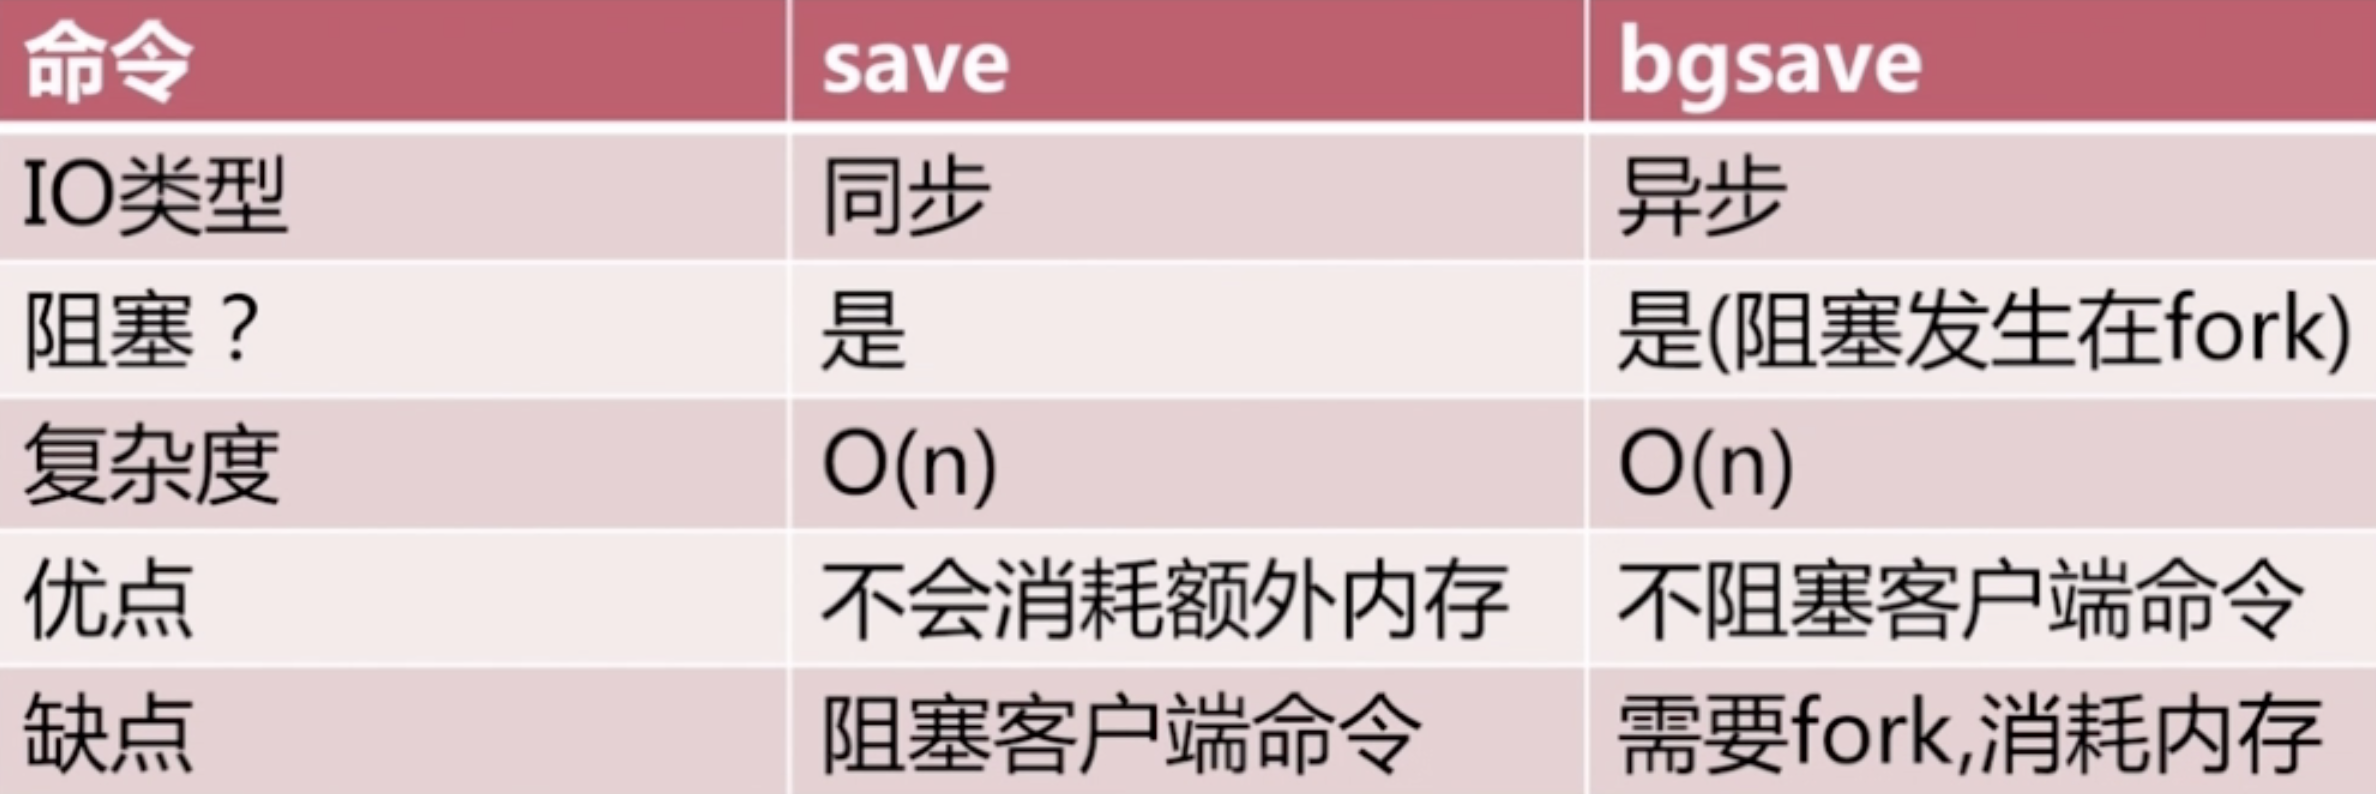 命令 save bgsave
IO类型 同步 异步
阻塞？ 是 是(阻塞发生在fork)
复杂度 O(n) O(n)
优点 不会消耗额外内存 不阻塞客户端命令
缺点 阻塞客户端命令 需要fork,消耗内存